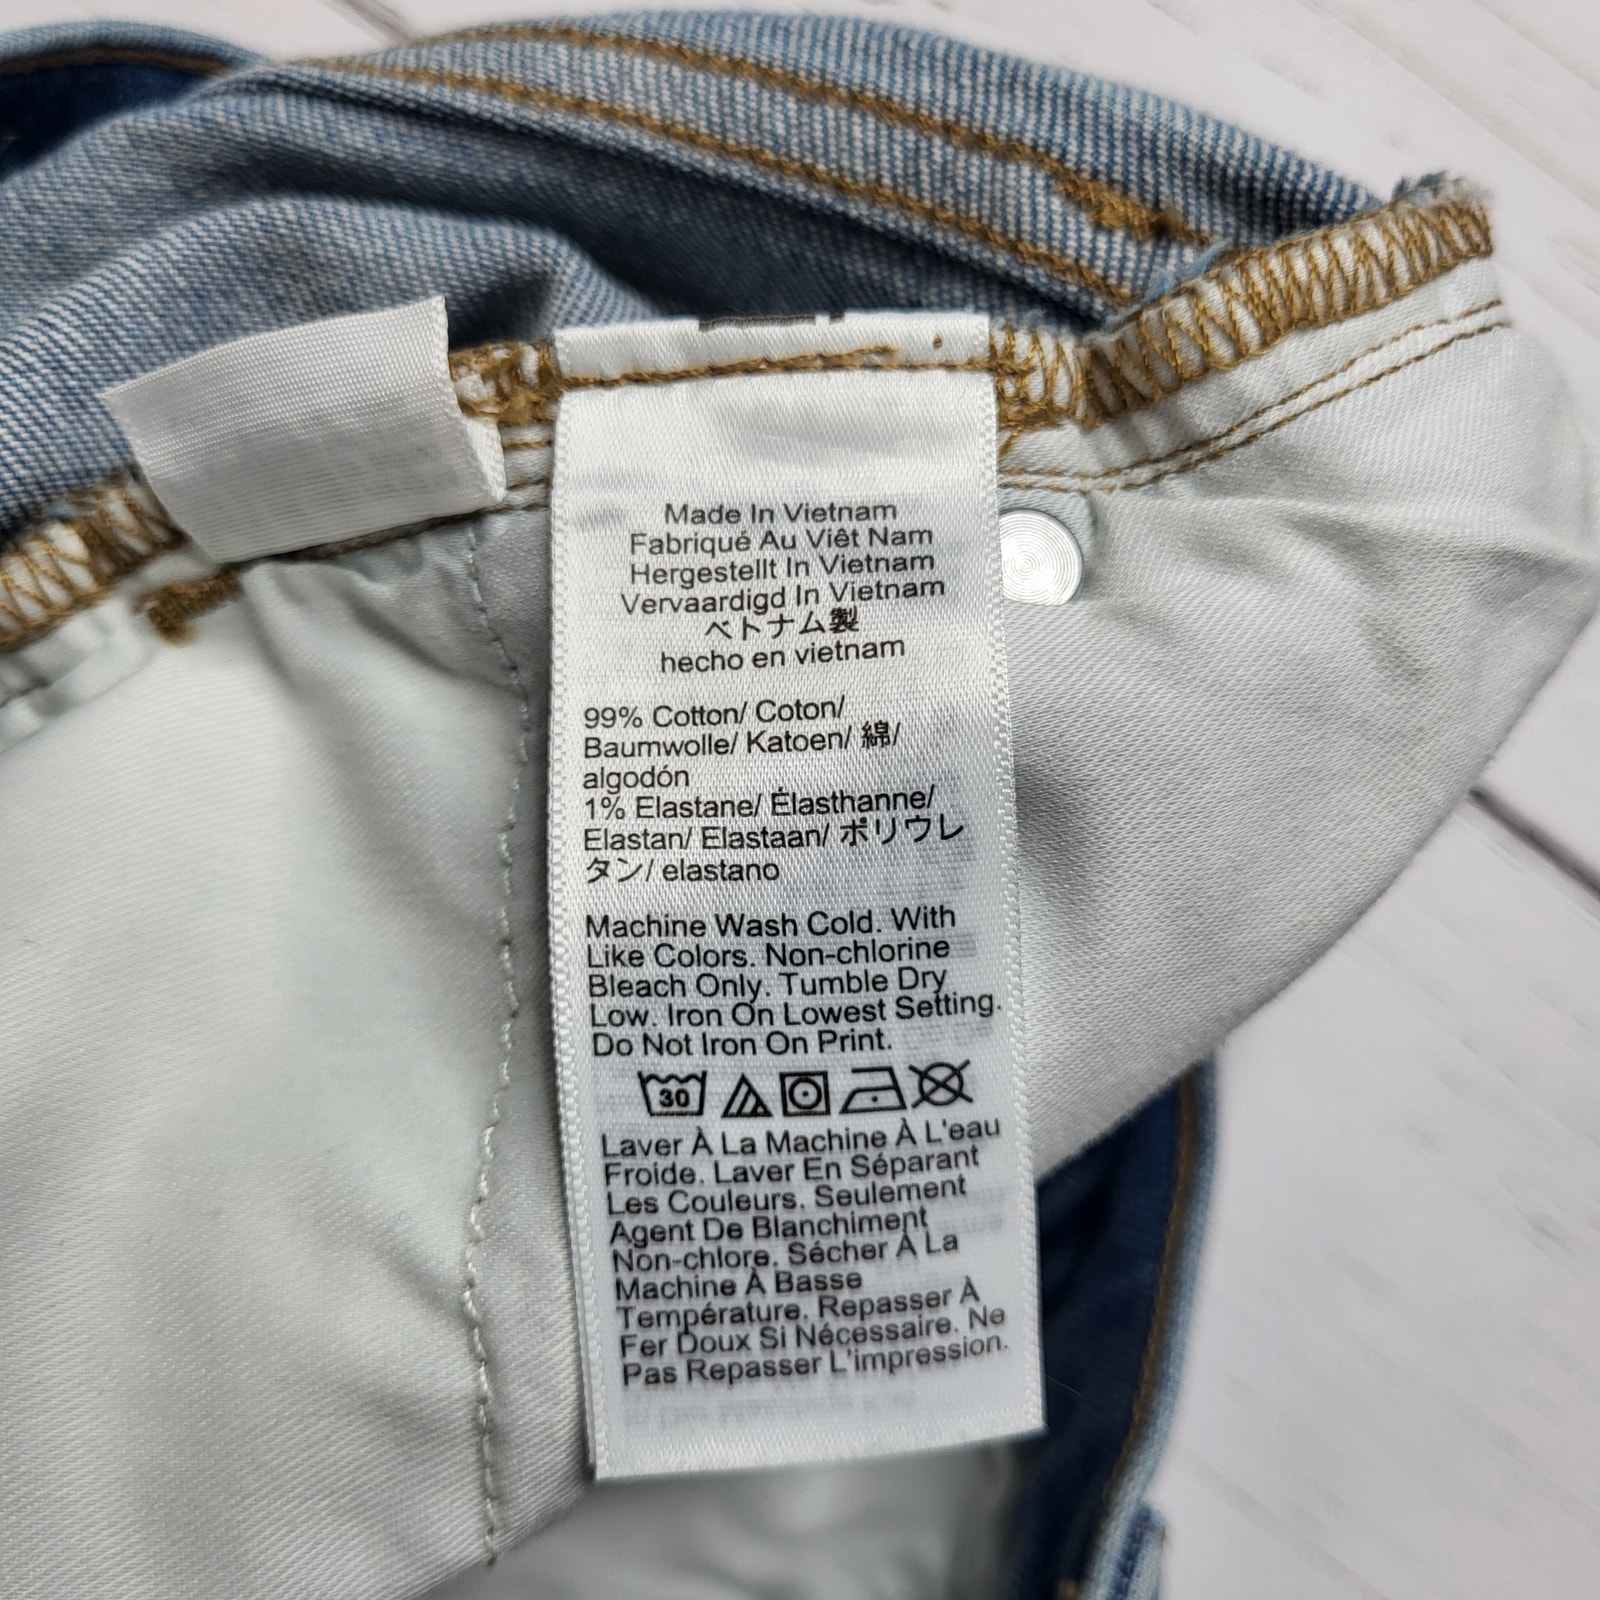 Made In Vietnam
Fabriqué Au Viêt Nam
Hergestellt In Vietnam
Vervaardigd In Vietnam
ベトナム製
hecho en vietnam
99% Cotton/ Coton/
Baumwolle/ Katoen/ 綿/
algodón
1% Elastane/ Élasthanne/
Elastan/ Elastaan/ ポリウレ
タン/ elastano
Machine Wash Cold. With
Like Colors. Non-chlorine
Bleach Only. Tumble Dry
Low. Iron On Lowest Setting.
Do Not Iron On Print.
30
Laver À La Machine À L'eau
Froide. Laver En Séparant
Les Couleurs. Seulement
Agent De Blanchiment
Non-chlore. Sécher À La
Machine À Basse
Température. Repasser À
Fer Doux Si Nécessaire. Ne
Pas Repasser L'impression.